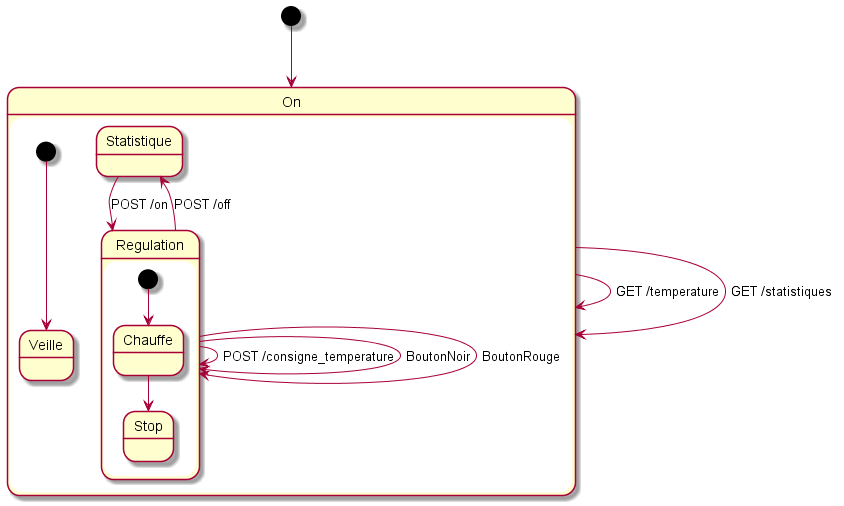 On
Statistique
POST /on
POST /off
Regulation
GET /temperature
GET /statistiques
Veille
Chauffe
POST /consigne_temperature
BoutonNoir
BoutonRouge
Stop